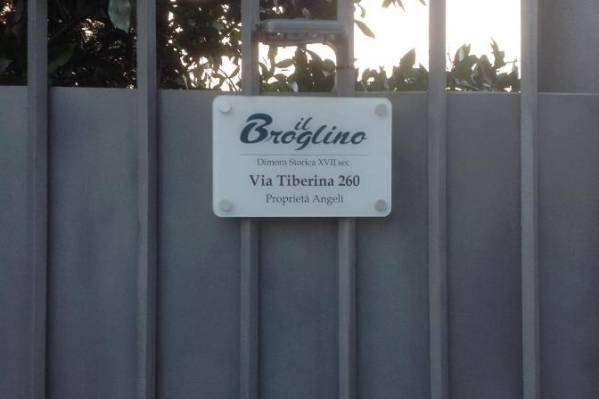 il
Broglino
Dimora Storica XVII sec.
Via Tiberina 260
Proprietà Angeli